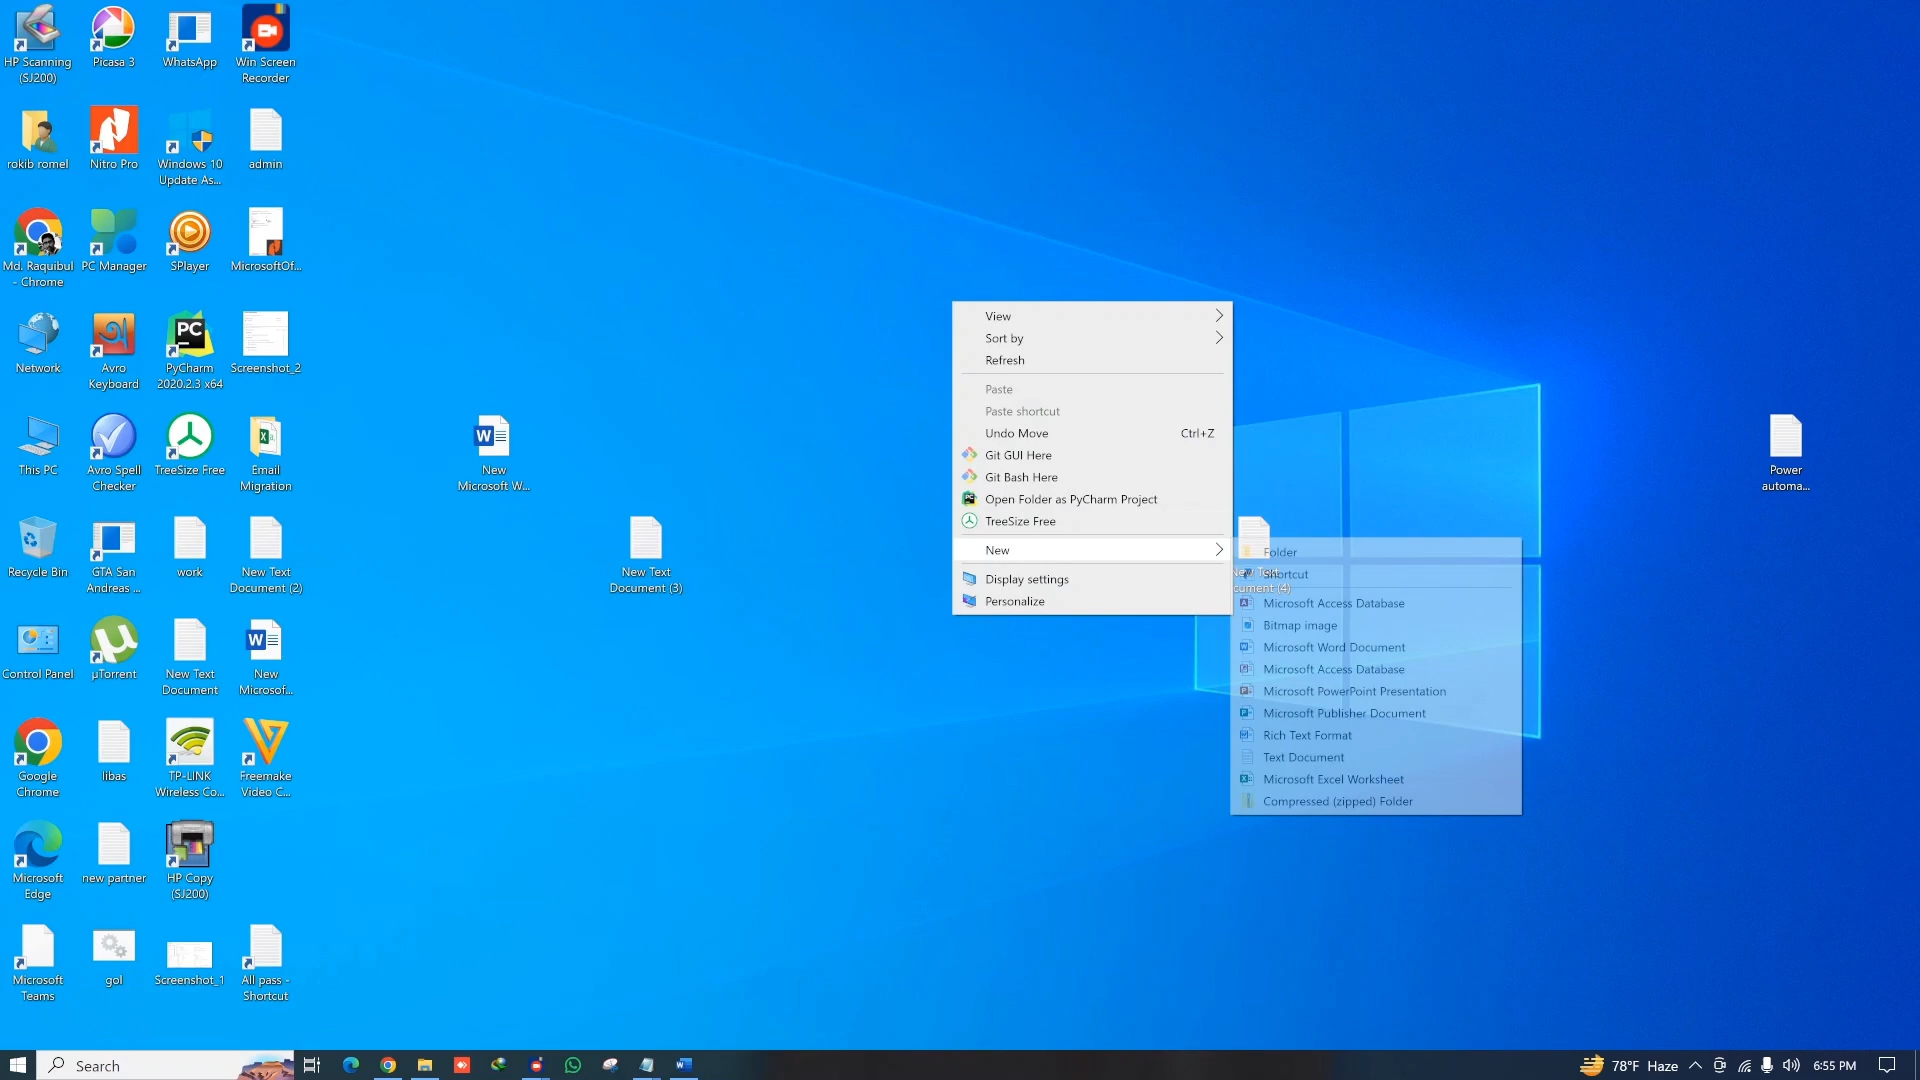 HP Scanning
(SJ200)
Picasa 3
WhatsApp
Win Screen
Recorder
rokib romel
Nitro Pro
Windows 10
Update As...
admin
Md. Raquibul
- Chrome
PC Manager
SPlayer
MicrosoftOf...
Network
Avro
Keyboard
PyCharm
2020.2.3 x64
Screenshot_2
This PC
Avro Spell
Checker
TreeSize Free
Email
Migration
New
Microsoft W...
Power
automa...
Recycle Bin
GTA San
Andreas ...
work
New Text
Document (2)
New Text
Document (3)
Control Panel
µTorrent
New Text
Document
New
Microsof...
Google
Chrome
libas
TP-LINK
Wireless Co...
Freemake
Video C...
Microsoft
Edge
new partner
HP Copy
(SJ200)
Microsoft
Teams
gol
Screenshot_1
All pass -
Shortcut
View
Sort by
Refresh
Paste
Paste shortcut
Undo Move Ctrl+Z
Git GUI Here
Git Bash Here
Open Folder as PyCharm Project
TreeSize Free
New
Display settings
Personalize
Folder
Shortcut
Microsoft Access Database
Bitmap image
Microsoft Word Document
Microsoft Access Database
Microsoft PowerPoint Presentation
Microsoft Publisher Document
Rich Text Format
Text Document
Microsoft Excel Worksheet
Compressed (zipped) Folder
Search
78°F Haze
6:55 PM